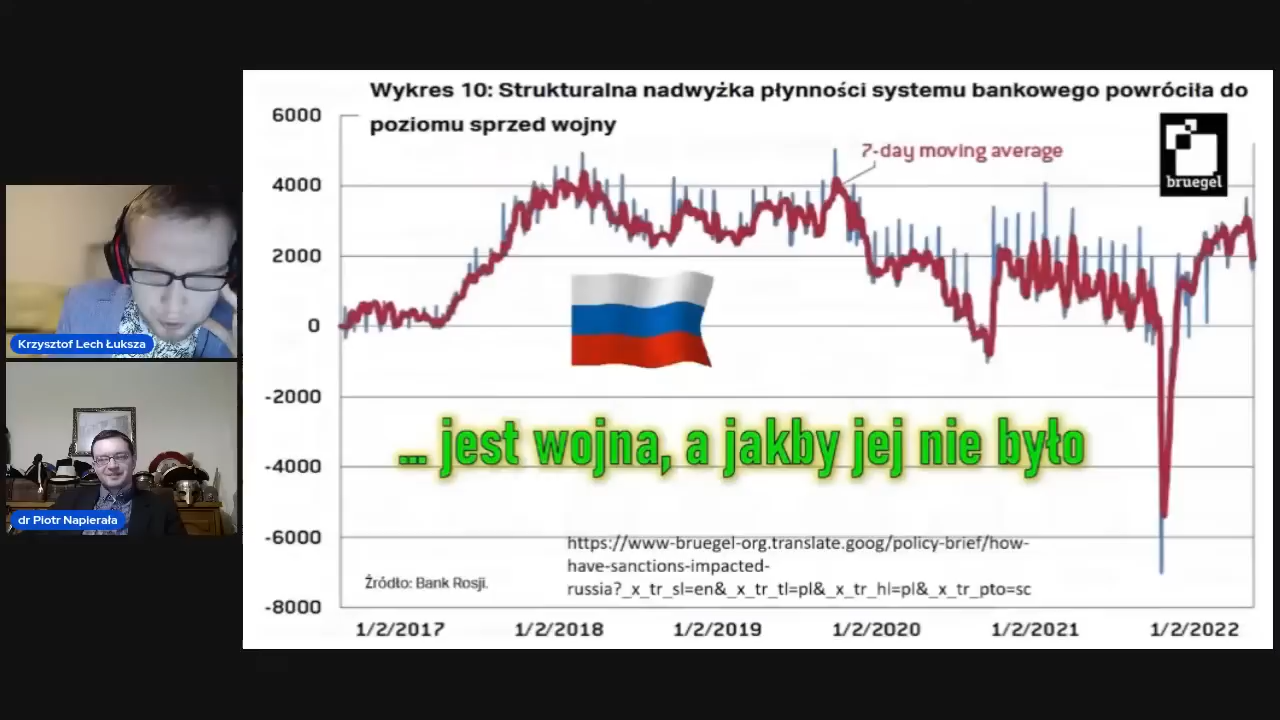 Wykres 10: Strukturalna nadwyżka płynności systemu bankowego powróciła do
poziomu sprzed wojny
6000
4000
2000
0
-2000
-4000
-6000
-8000
7-day moving average
bruegel
... jest wojna, a jakby jej nie było
https://www-bruegel-org.translate.goog/policy-brief/how-
have-sanctions-impacted-
russia?_x_tr_sl=en&_x_tr_tl=pl&_x_tr_hl=pl&_x_tr_pto=sc
Źródło: Bank Rosji.
1/2/2017 1/2/2018 1/2/2019 1/2/2020 1/2/2021 1/2/2022
Krzysztof Lech Łuksza
dr Piotr Napierała